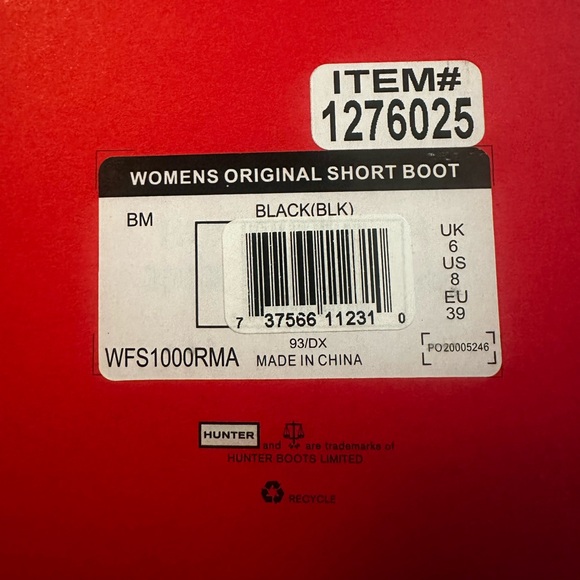 ITEM#
1276025
WOMENS ORIGINAL SHORT BOOT
BM
BLACK(BLK)
UK
6
US
8
EU
39
7 37566 11231 0
93/DX
WFS1000RMA
MADE IN CHINA
PO20005246
HUNTER and are trademarks of
HUNTER BOOTS LIMITED
RECYCLE